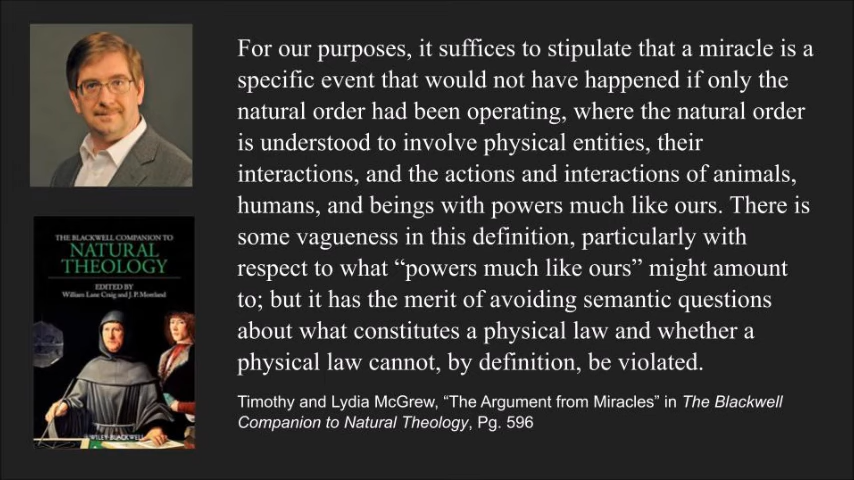 For our purposes, it suffices to stipulate that a miracle is a
specific event that would not have happened if only the
natural order had been operating, where the natural order
is understood to involve physical entities, their
interactions, and the actions and interactions of animals,
humans, and beings with powers much like ours. There is
some vagueness in this definition, particularly with
respect to what “powers much like ours” might amount
to; but it has the merit of avoiding semantic questions
about what constitutes a physical law and whether a
physical law cannot, by definition, be violated.
Timothy and Lydia McGrew, “The Argument from Miracles” in The Blackwell
Companion to Natural Theology, Pg. 596
THE BLACKWELL COMPANION TO
NATURAL
THEOLOGY
EDITED BY
William Lane Craig and J. P. Moreland
WILEY-BLACKWELL